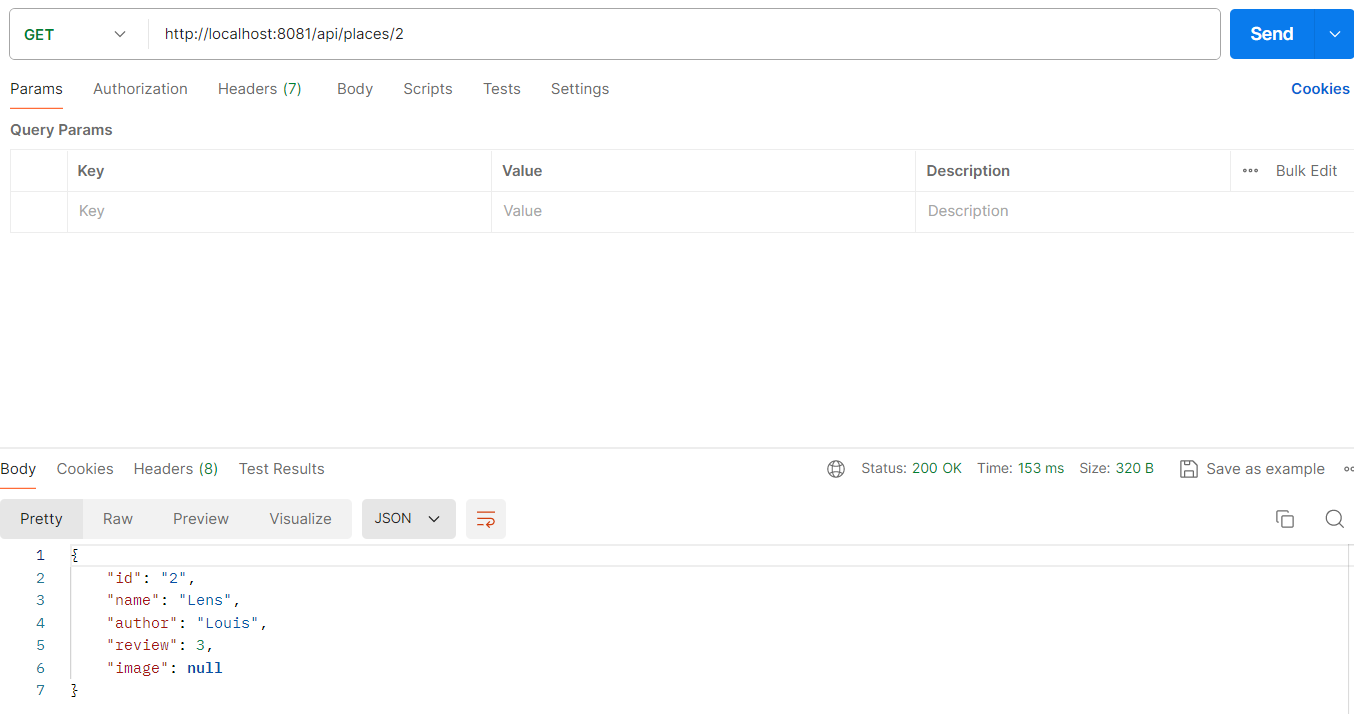 GET http://localhost:8081/api/places/2 Send
Params Authorization Headers (7) Body Scripts Tests Settings Cookies
Query Params
Key Value Description Bulk Edit
Key Value Description
Body Cookies Headers (8) Test Results Status: 200 OK Time: 153 ms Size: 320 B Save as example
Pretty Raw Preview Visualize JSON
1 {
2 "id": "2",
3 "name": "Lens",
4 "author": "Louis",
5 "review": 3,
6 "image": null
7 }